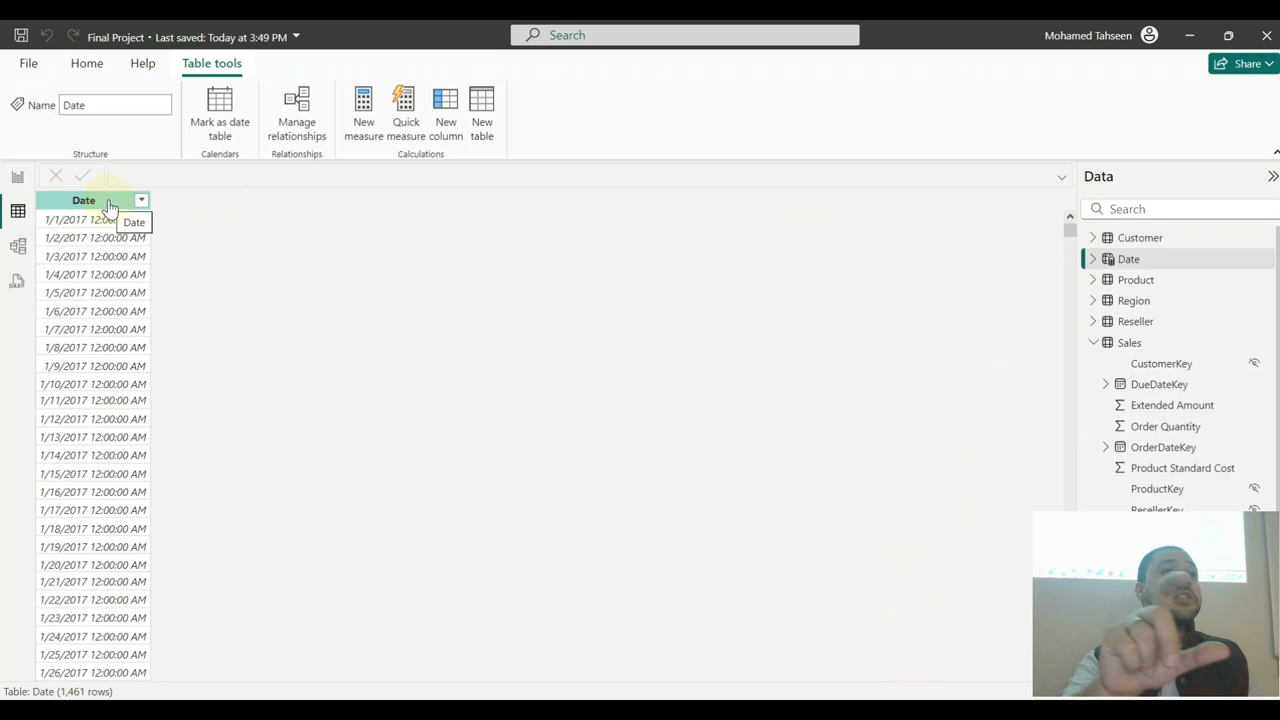 Final Project • Last saved: Today at 3:49 PM
Search
Mohamed Tahseen
File
Home
Help
Table tools
Share
Name
Date
Mark as date table
Manage relationships
New measure
Quick measure
New column
New table
Structure
Calendars
Relationships
Calculations
Date
Date
1/1/2017 12:00:
1/2/2017 12:00:00 AM
1/3/2017 12:00:00 AM
1/4/2017 12:00:00 AM
1/5/2017 12:00:00 AM
1/6/2017 12:00:00 AM
1/7/2017 12:00:00 AM
1/8/2017 12:00:00 AM
1/9/2017 12:00:00 AM
1/10/2017 12:00:00 AM
1/11/2017 12:00:00 AM
1/12/2017 12:00:00 AM
1/13/2017 12:00:00 AM
1/14/2017 12:00:00 AM
1/15/2017 12:00:00 AM
1/16/2017 12:00:00 AM
1/17/2017 12:00:00 AM
1/18/2017 12:00:00 AM
1/19/2017 12:00:00 AM
1/20/2017 12:00:00 AM
1/21/2017 12:00:00 AM
1/22/2017 12:00:00 AM
1/23/2017 12:00:00 AM
1/24/2017 12:00:00 AM
1/25/2017 12:00:00 AM
1/26/2017 12:00:00 AM
Table: Date (1,461 rows)
Data
Search
Customer
Date
Product
Region
Reseller
Sales
CustomerKey
DueDateKey
Extended Amount
Order Quantity
OrderDateKey
Product Standard Cost
ProductKey
ResellerKey